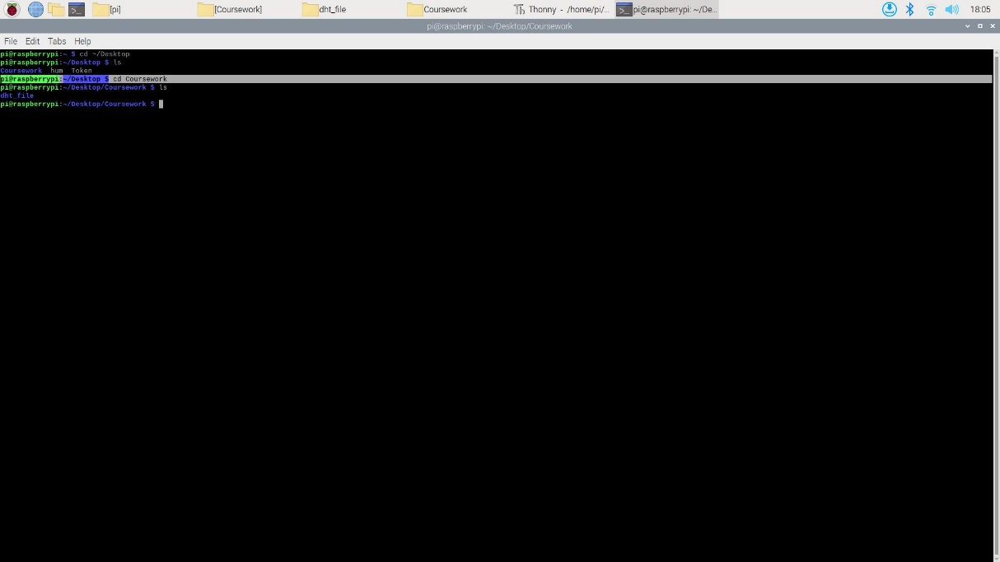 [pi] [Coursework] dht_file Coursework Thonny - /home/pi/... pi@raspberrypi: ~/De... 18:05
pi@raspberrypi: ~/Desktop/Coursework
File Edit Tabs Help
pi@raspberrypi:~ $ cd ~/Desktop
pi@raspberrypi:~/Desktop $ ls
Coursework hum Token
pi@raspberrypi:~/Desktop $ cd Coursework
pi@raspberrypi:~/Desktop/Coursework $ ls
dht_file
pi@raspberrypi:~/Desktop/Coursework $